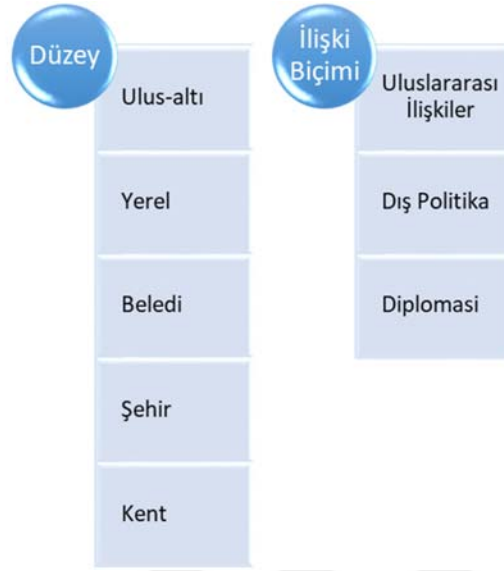 Düzey
Ulus-altı
Yerel
Beledi
Şehir
Kent
İlişki
Biçimi
Uluslararası
İlişkiler
Dış Politika
Diplomasi